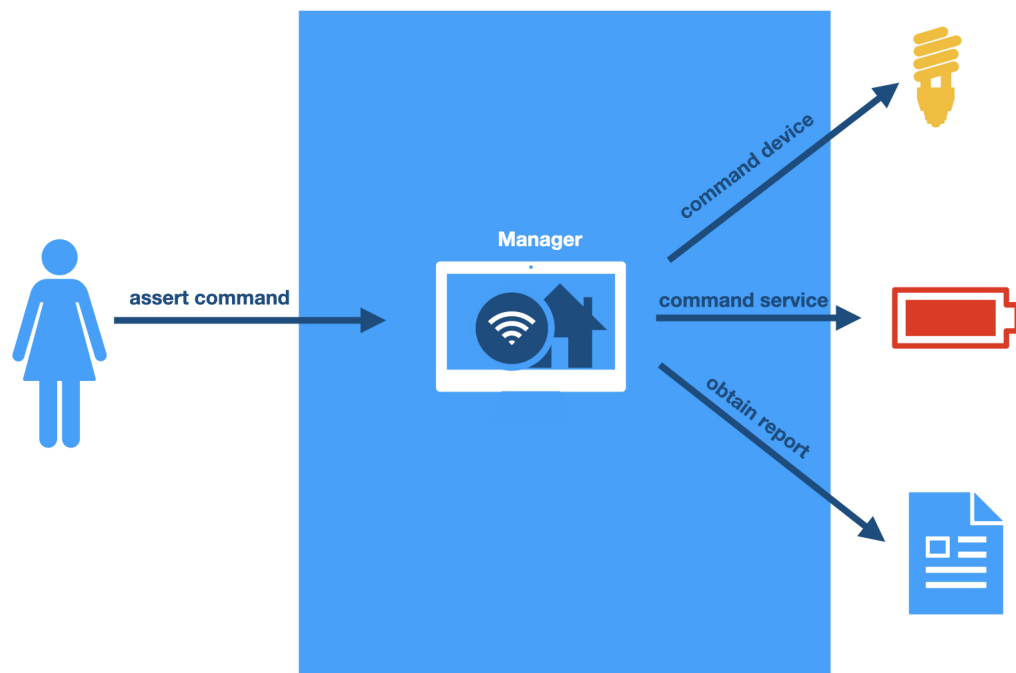 Manager
assert command
command device
command service
obtain report